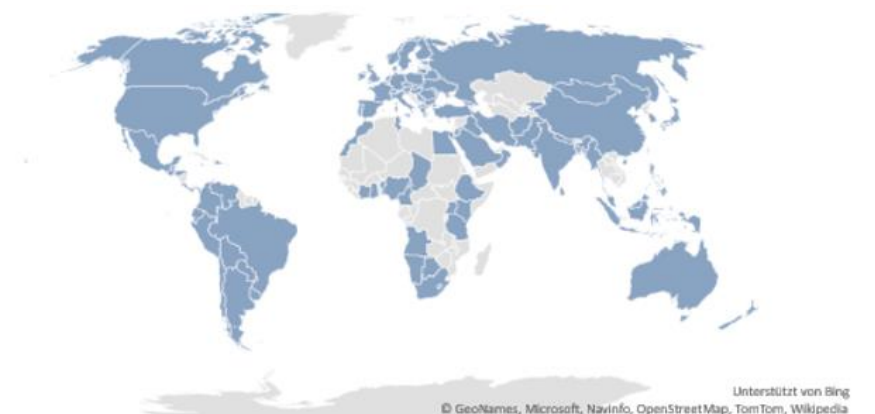 Unterstützt von Bing
© GeoNames, Microsoft, Navinfo, OpenStreetMap, TomTom, Wikipedia